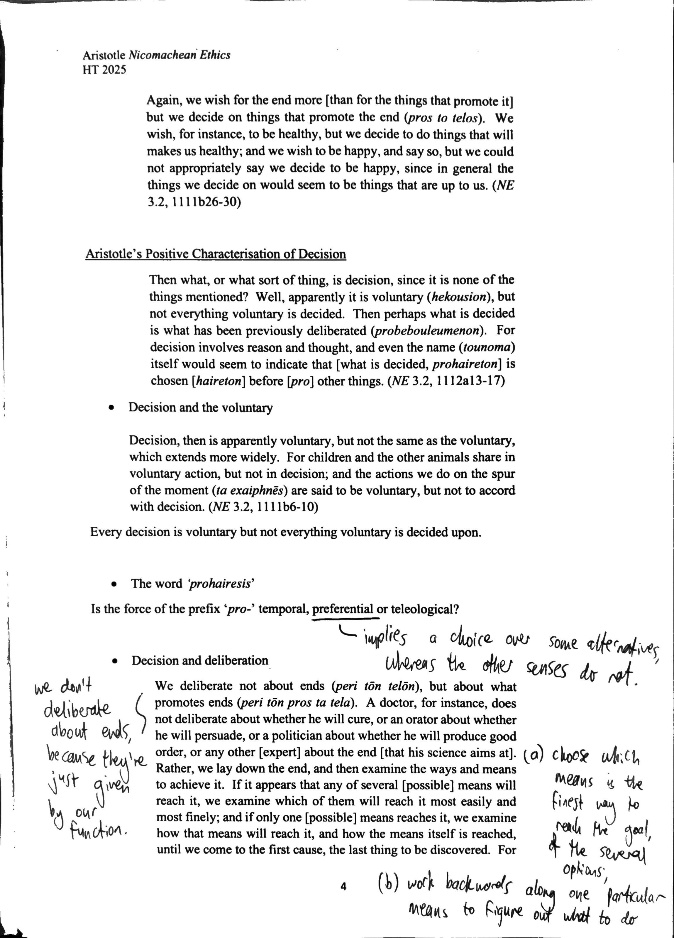 Aristotle Nicomachean Ethics
HT 2025
Again, we wish for the end more [than for the things that promote it]
but we decide on things that promote the end (pros to telos). We
wish, for instance, to be healthy, but we decide to do things that will
makes us healthy; and we wish to be happy, and say so, but we could
not appropriately say we decide to be happy, since in general the
things we decide on would seem to be things that are up to us. (NE
3.2, 1111b26-30)
Aristotle's Positive Characterisation of Decision
Then what, or what sort of thing, is decision, since it is none of the
things mentioned? Well, apparently it is voluntary (hekousion), but
not everything voluntary is decided. Then perhaps what is decided
is what has been previously deliberated (probebouleumenon). For
decision involves reason and thought, and even the name (tounoma)
itself would seem to indicate that [what is decided, prohaireton] is
chosen [haireton] before [pro] other things. (NE 3.2, 1112a13-17)
• Decision and the voluntary
Decision, then is apparently voluntary, but not the same as the voluntary,
which extends more widely. For children and the other animals share in
voluntary action, but not in decision; and the actions we do on the spur
of the moment (ta exaiphnēs) are said to be voluntary, but not to accord
with decision. (NE 3.2, 1111b6-10)
Every decision is voluntary but not everything voluntary is decided upon.
• The word 'prohairesis'
Is the force of the prefix 'pro-' temporal, preferential or teleological?
implies a choice over some alternatives,
whereas the other senses do not.
• Decision and deliberation
We deliberate not about ends (peri tōn telōn), but about what
promotes ends (peri tōn pros ta tela). A doctor, for instance, does
not deliberate about whether he will cure, or an orator about whether
he will persuade, or a politician about whether he will produce good
order, or any other [expert] about the end [that his science aims at].
Rather, we lay down the end, and then examine the ways and means
to achieve it. If it appears that any of several [possible] means will
reach it, we examine which of them will reach it most easily and
most finely; and if only one [possible] means reaches it, we examine
how that means will reach it, and how the means itself is reached,
until we come to the first cause, the last thing to be discovered. For
we don't
deliberate
about ends,
because they're
just given
by our
function.
(a) choose which
means is the
finest way to
reach the goal,
of the several
options,
(b) work backwords along one particular
means to figure out what to do
4